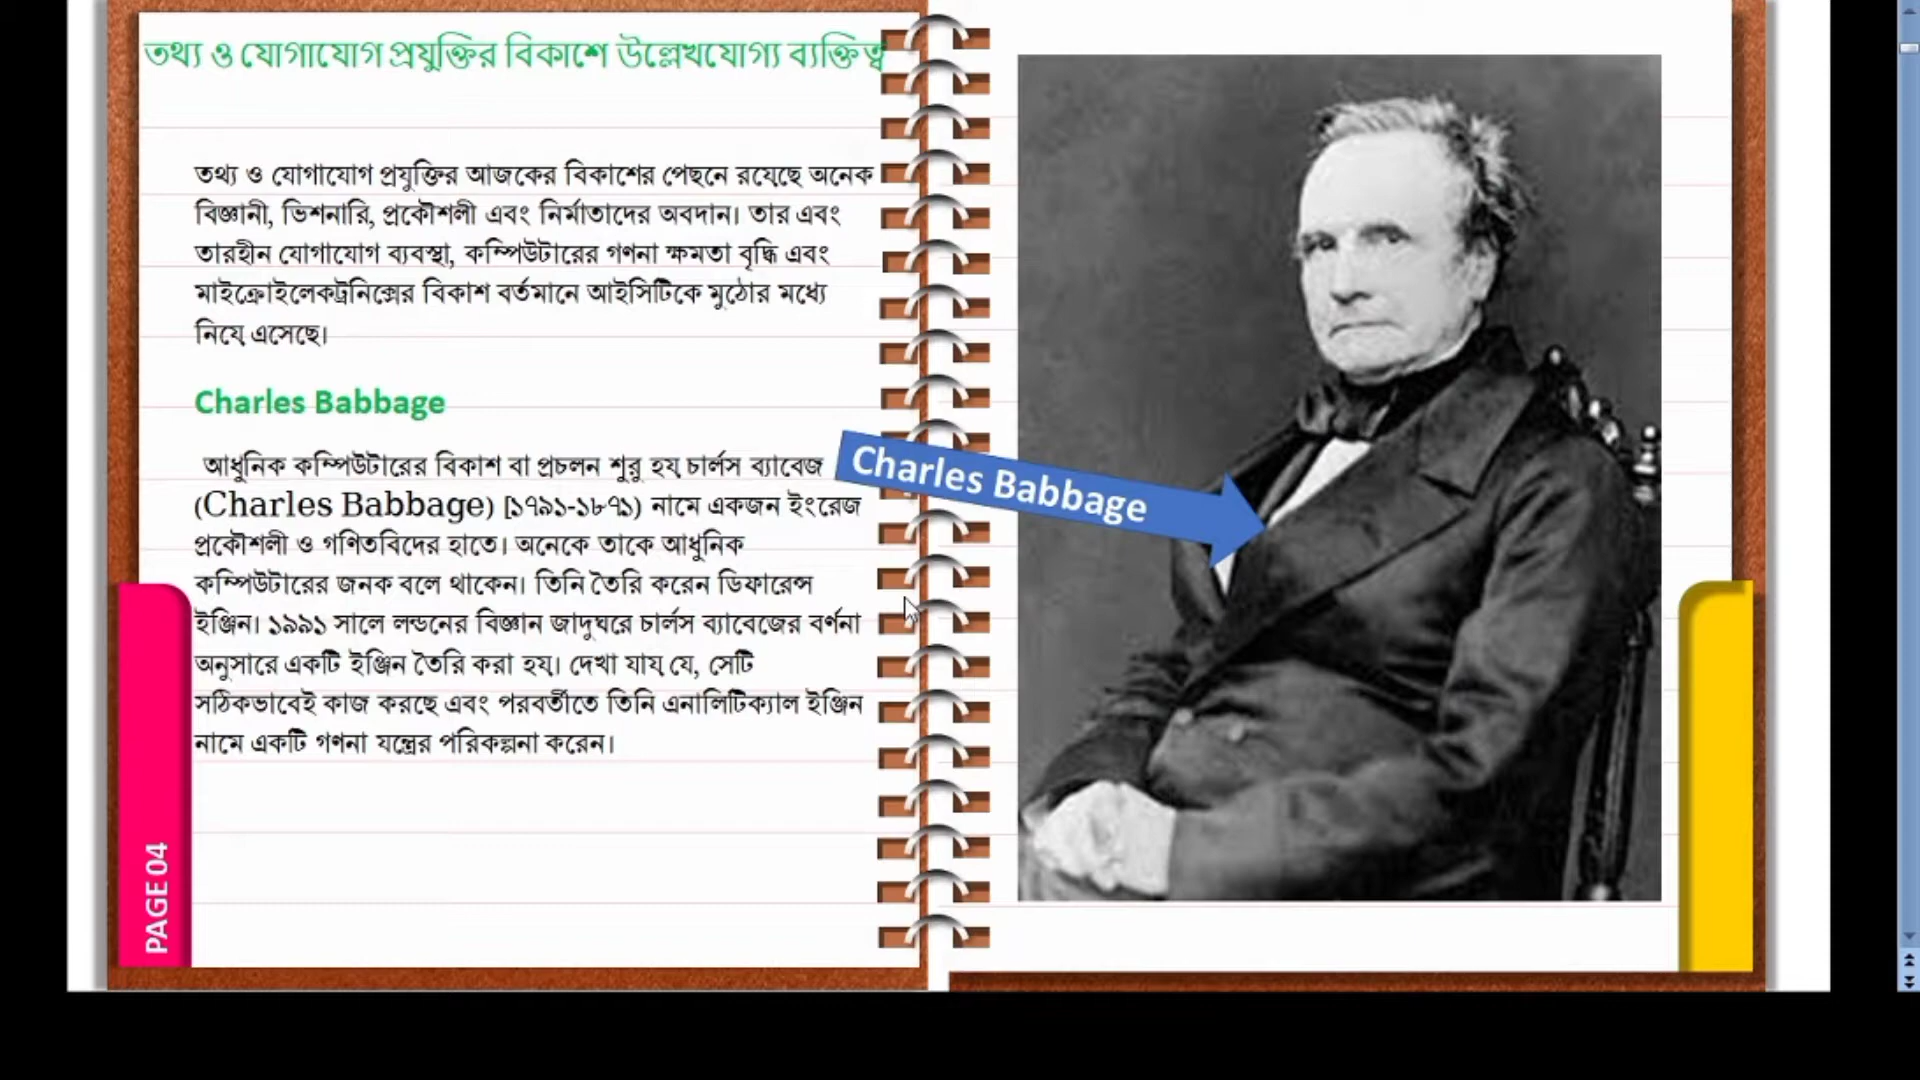 তথ্য ও যোগাযোগ প্রযুক্তির বিকাশে উল্লেখযোগ্য ব্যক্তিত্ব
তথ্য ও যোগাযোগ প্রযুক্তির আজকের বিকাশের পেছনে রয়েছে অনেক
বিজ্ঞানী, ভিশনারি, প্রকৌশলী এবং নির্মাতাদের অবদান। তার এবং
তারহীন যোগাযোগ ব্যবস্থা, কম্পিউটারের গণনা ক্ষমতা বৃদ্ধি এবং
মাইক্রোইলেকট্রনিক্সের বিকাশ বর্তমানে আইসিটিকে মুঠোর মধ্যে
নিয়ে এসেছে।
Charles Babbage
আধুনিক কম্পিউটারের বিকাশ বা প্রচলন শুরু হয় চার্লস ব্যাবেজ
(Charles Babbage) [১৭৯১-১৮৭১) নামে একজন ইংরেজ
প্রকৌশলী ও গণিতবিদের হাতে। অনেকে তাকে আধুনিক
কম্পিউটারের জনক বলে থাকেন। তিনি তৈরি করেন ডিফারেন্স
ইঞ্জিন। ১৯৯১ সালে লন্ডনের বিজ্ঞান জাদুঘরে চার্লস ব্যাবেজের বর্ণনা
অনুসারে একটি ইঞ্জিন তৈরি করা হয়। দেখা যায় যে, সেটি
সঠিকভাবেই কাজ করছে এবং পরবর্তীতে তিনি এনালিটিক্যাল ইঞ্জিন
নামে একটি গণনা যন্ত্রের পরিকল্পনা করেন।
PAGE 04
Charles Babbage